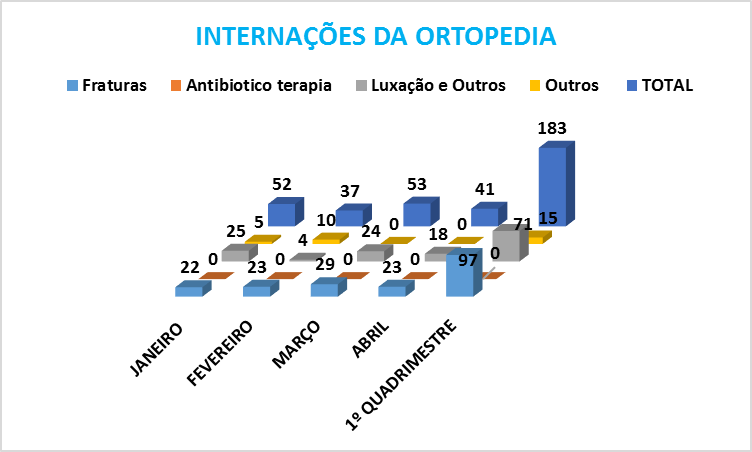 INTERNAÇÕES DA ORTOPEDIA
Fraturas Antibiotico terapia Luxação e Outros Outros TOTAL
183
52 37 53 41
5 10 0 0 15
25 4 24 18 71
0 0 0 0 0
22 23 29 23 97
JANEIRO
FEVEREIRO
MARÇO
ABRIL
1º QUADRIMESTRE